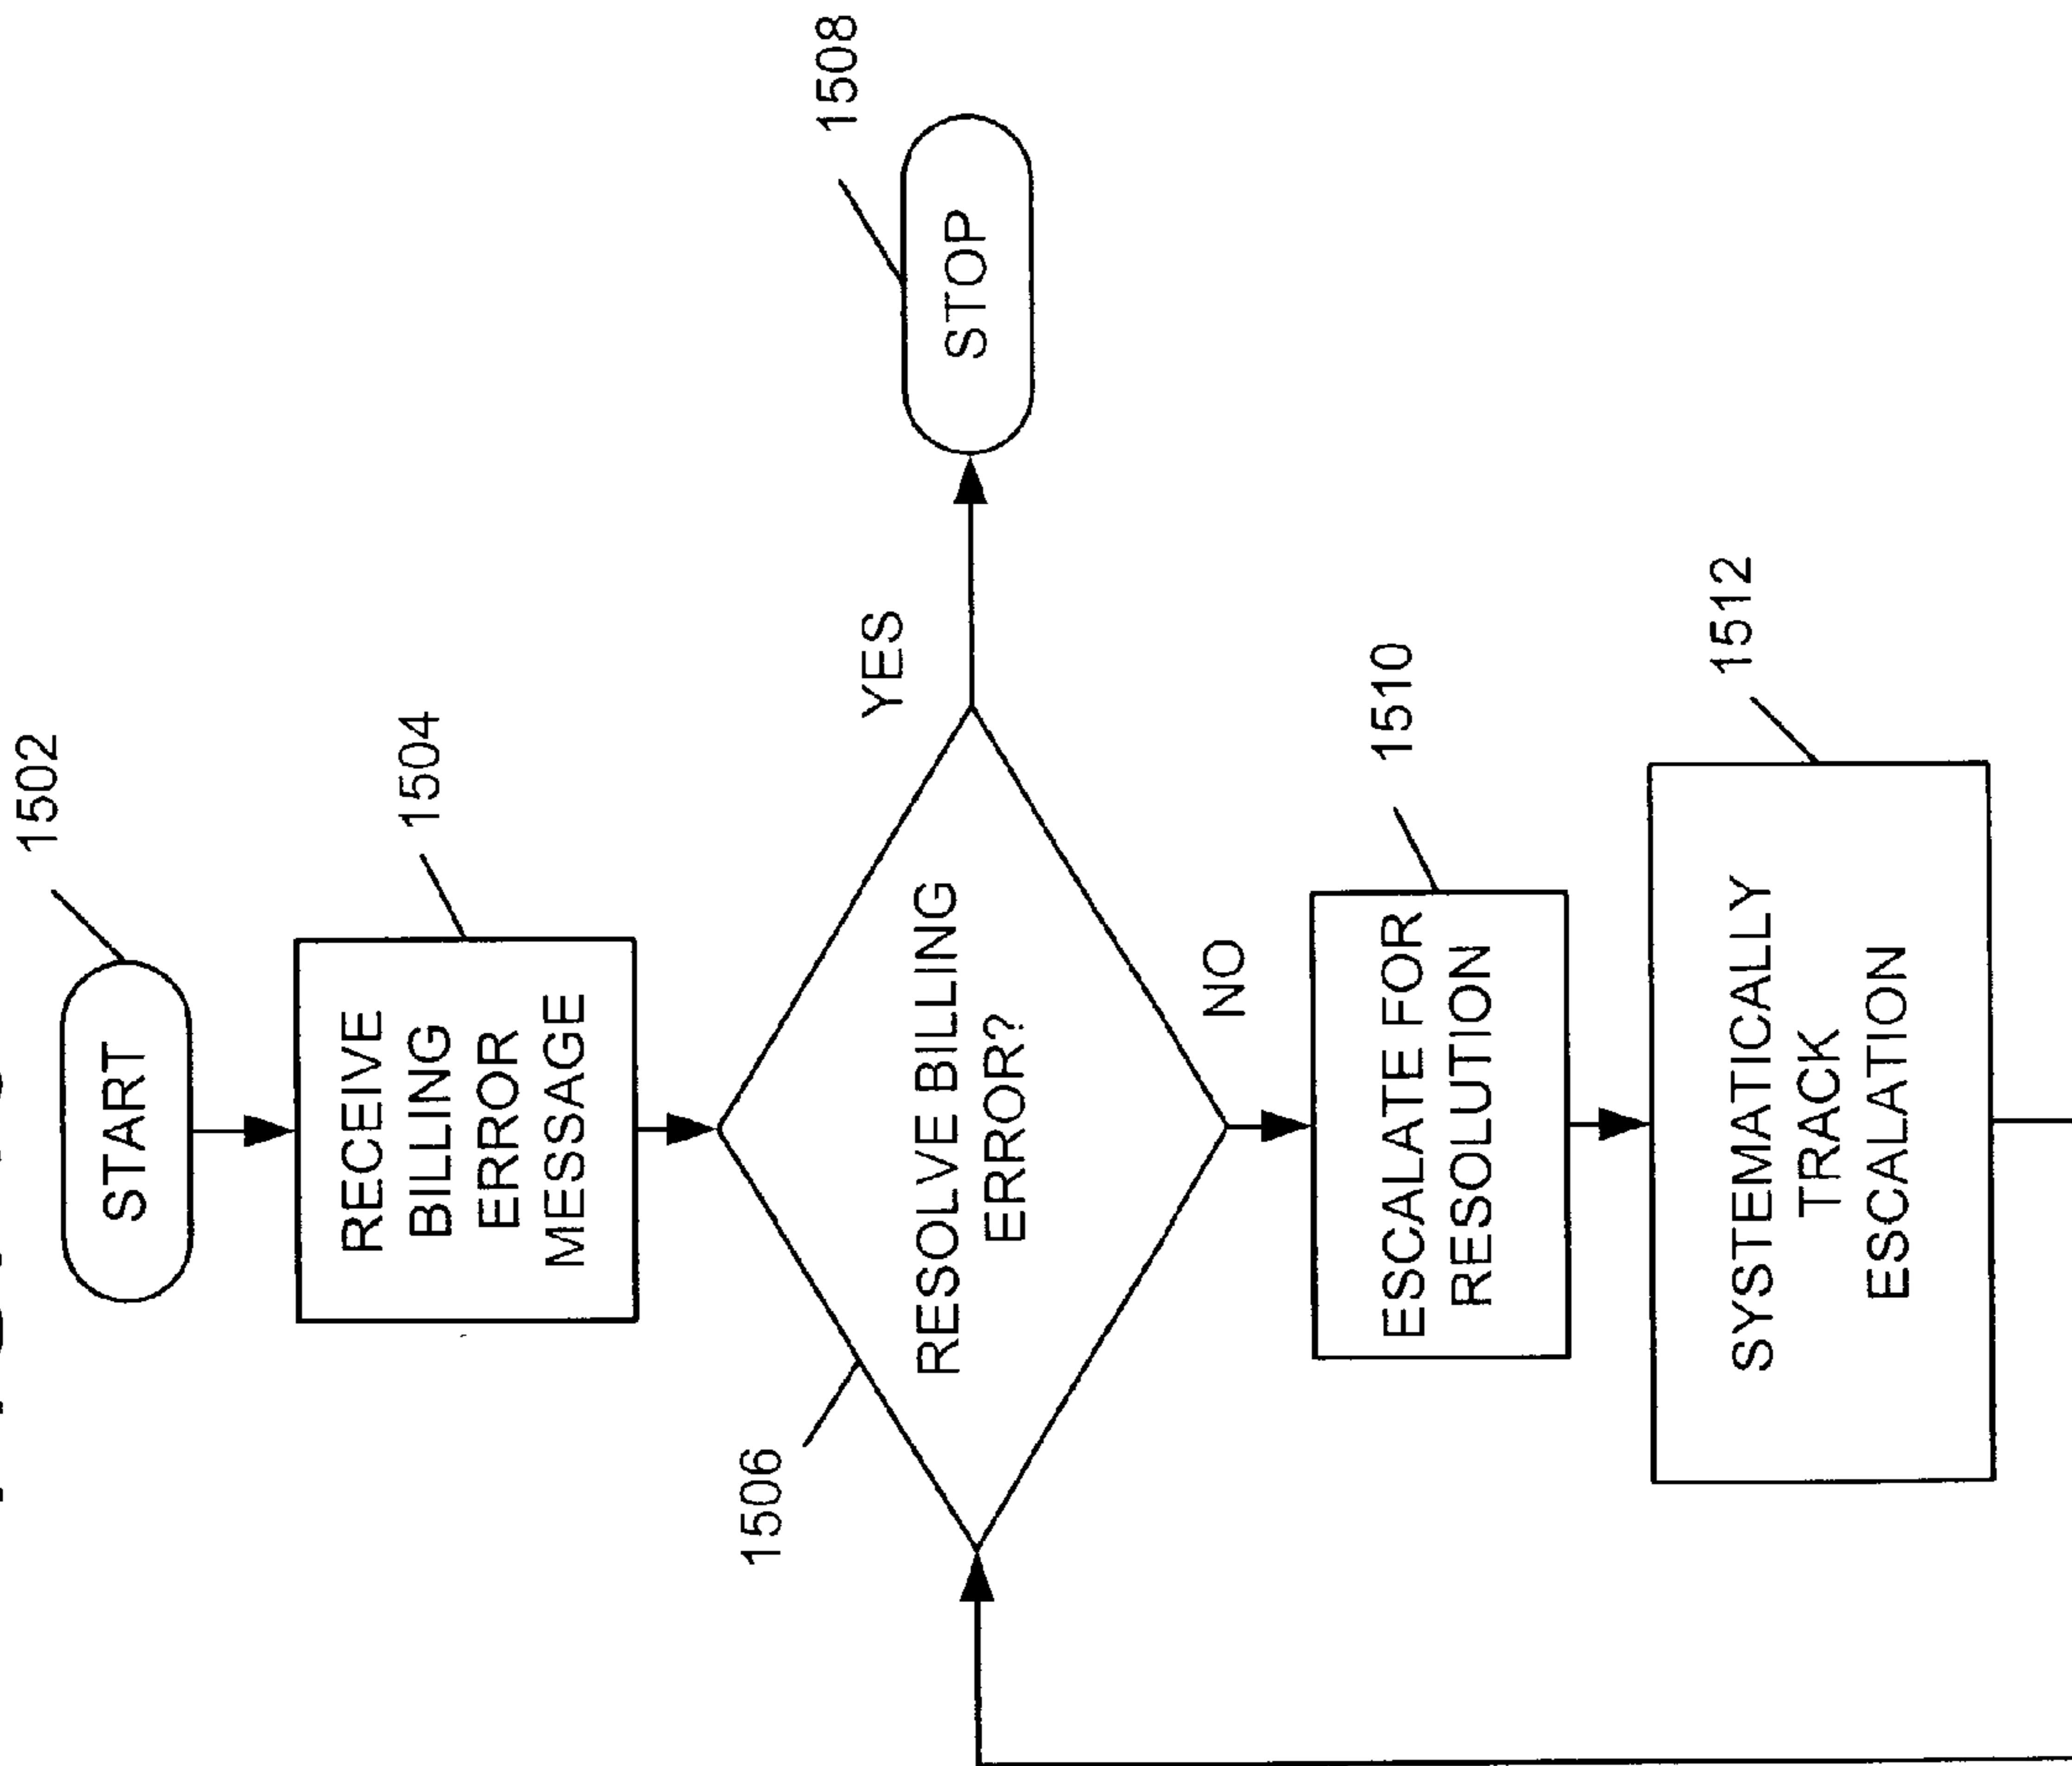 1502
START
1504
RECEIVE
BILLING
ERROR
MESSAGE
1506
RESOLVE BILLING
ERROR?
YES
1508
STOP
NO
1510
ESCALATE FOR
RESOLUTION
1512
SYSTEMATICALLY
TRACK
ESCALATION